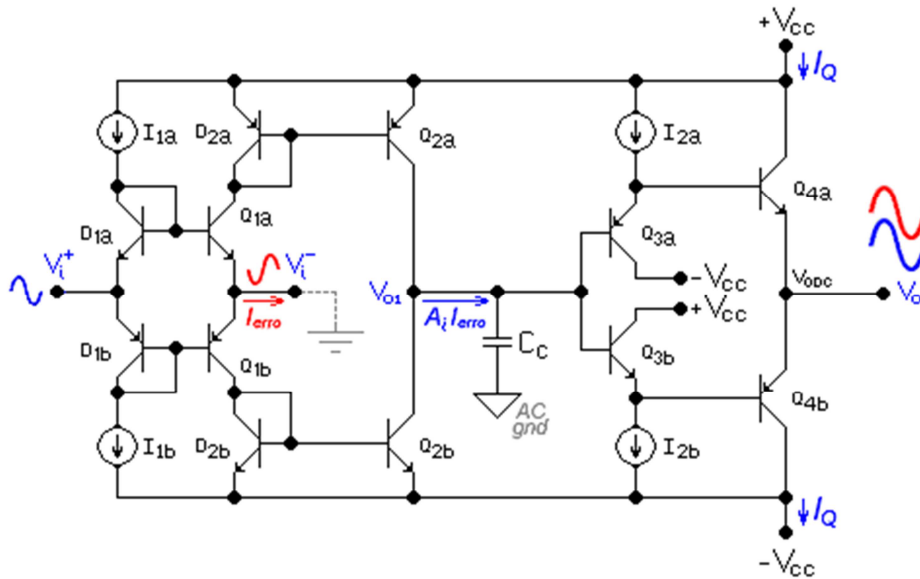 +VCC
IQ
I1a
D2a
Q2a
I2a
Q4a
D1a
Q1a
Q3a
Vi+
Vi−
Ierro
VO1
Ai Ierro
−VCC
VODC
VO
+VCC
CC
D1b
Q1b
Q3b
AC
gnd
Q4b
I1b
D2b
Q2b
I2b
IQ
−VCC